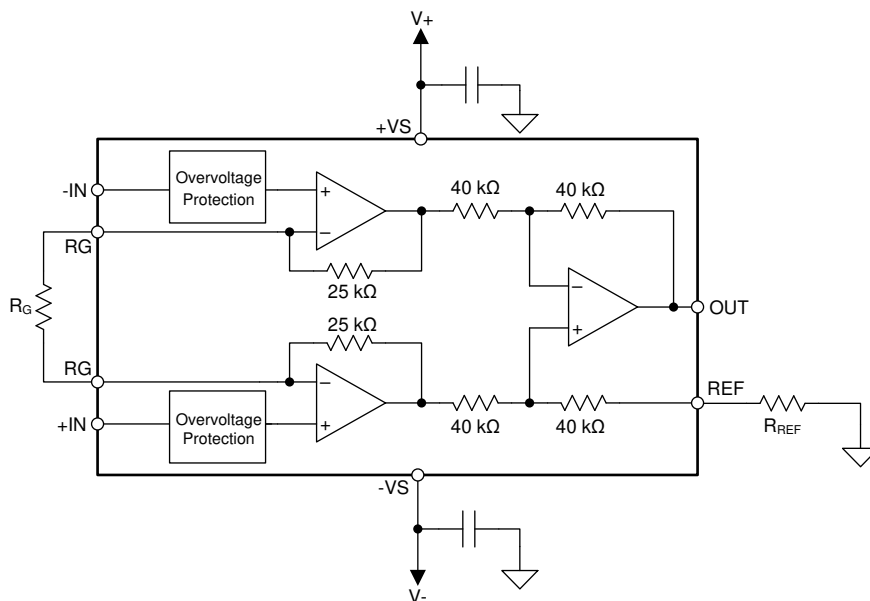 V+
+VS
-IN
Overvoltage
Protection
+
–
RG
25 kΩ
40 kΩ
40 kΩ
RG
RG
+IN
25 kΩ
–
+
Overvoltage
Protection
–
+
OUT
REF
40 kΩ
40 kΩ
RREF
-VS
V-